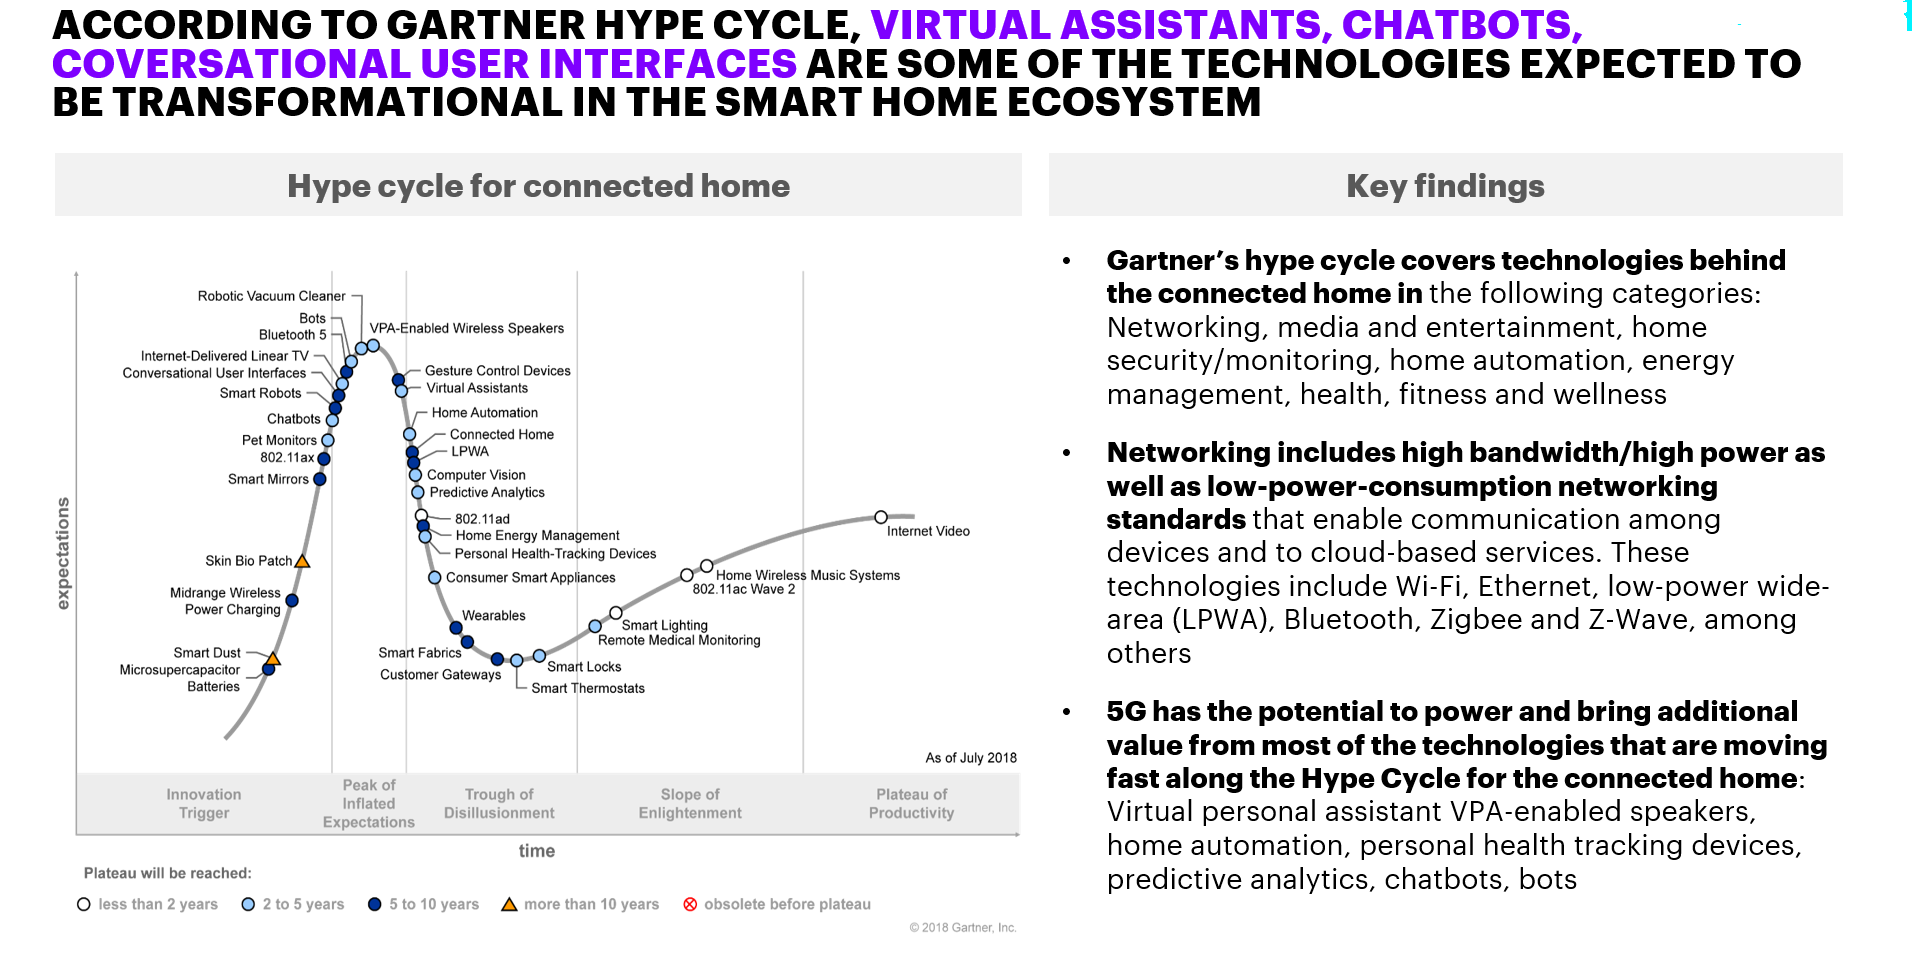 ACCORDING TO GARTNER HYPE CYCLE, VIRTUAL ASSISTANTS, CHATBOTS,
COVERSATIONAL USER INTERFACES ARE SOME OF THE TECHNOLOGIES EXPECTED TO
BE TRANSFORMATIONAL IN THE SMART HOME ECOSYSTEM
Hype cycle for connected home
expectations
Robotic Vacuum Cleaner
Bots
VPA-Enabled Wireless Speakers
Bluetooth 5
Internet-Delivered Linear TV
Conversational User Interfaces
Smart Robots
Chatbots
Pet Monitors
802.11ax
Smart Mirrors
Skin Bio Patch
Midrange Wireless
Power Charging
Smart Dust
Microsupercapacitor
Batteries
Gesture Control Devices
Virtual Assistants
Home Automation
Connected Home
LPWA
Computer Vision
Predictive Analytics
802.11ad
Home Energy Management
Personal Health-Tracking Devices
Consumer Smart Appliances
Wearables
Smart Fabrics
Customer Gateways
Smart Thermostats
Smart Locks
Remote Medical Monitoring
Smart Lighting
802.11ac Wave 2
Home Wireless Music Systems
Internet Video
As of July 2018
Innovation
Trigger
Peak of
Inflated
Expectations
Trough of
Disillusionment
Slope of
Enlightenment
Plateau of
Productivity
time
Plateau will be reached:
less than 2 years
2 to 5 years
5 to 10 years
more than 10 years
obsolete before plateau
© 2018 Gartner, Inc.
Key findings
• Gartner’s hype cycle covers technologies behind
the connected home in the following categories:
Networking, media and entertainment, home
security/monitoring, home automation, energy
management, health, fitness and wellness
• Networking includes high bandwidth/high power as
well as low-power-consumption networking
standards that enable communication among
devices and to cloud-based services. These
technologies include Wi-Fi, Ethernet, low-power wide-
area (LPWA), Bluetooth, Zigbee and Z-Wave, among
others
• 5G has the potential to power and bring additional
value from most of the technologies that are moving
fast along the Hype Cycle for the connected home:
Virtual personal assistant VPA-enabled speakers,
home automation, personal health tracking devices,
predictive analytics, chatbots, bots